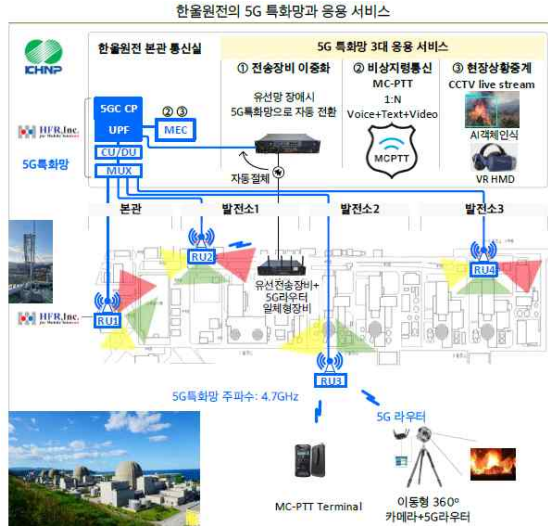 한울원전의 5G 특화망과 응용 서비스
KHNP
한울원전 본관 통신실
5G 특화망 3대 응용 서비스
① 전송장비 이중화
유선망 장애시
5G특화망으로 자동 전환
② 비상지령통신
MC-PTT
1:N
Voice+Text+Video
MCPTT
③ 현장상황중계
CCTV live stream
AI객체인식
VR HMD
5GC CP
UPF
② ③
MEC
HFR,Inc.
5G특화망
CU/DU
MUX
자동절체
본관
발전소1
발전소2
발전소3
RU2
RU4
유선전송장비+
5G라우터
일체형장비
HFR,Inc.
RU1
RU3
5G특화망 주파수: 4.7GHz
5G 라우터
MC-PTT Terminal
이동형 360º
카메라+5G라우터